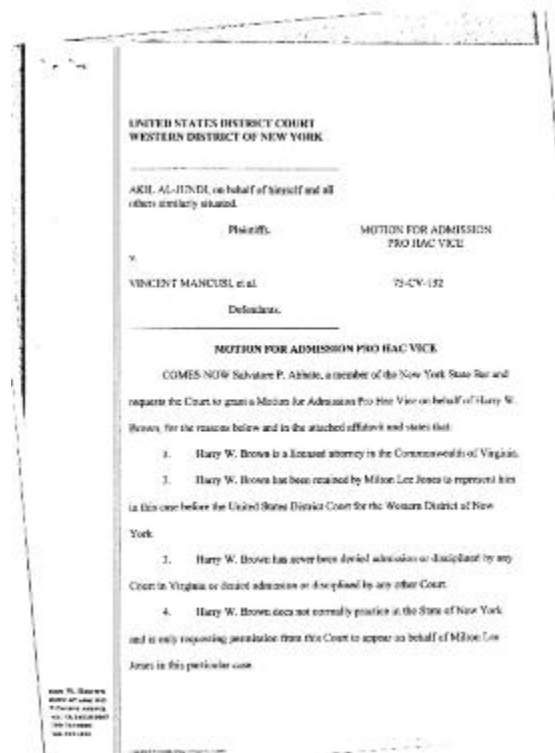 UNITED STATES DISTRICT COURT
WESTERN DISTRICT OF NEW YORK
AKIL AL-JUNDI, on behalf of himself and all
others similarly situated.
Plaintiffs,
MOTION FOR ADMISSION
PRO HAC VICE
v.
VINCENT MANCUSI, et al.
75-CV-132
Defendants.
MOTION FOR ADMISSION PRO HAC VICE
COMES NOW Salvatore P. Abbate, a member of the New York State Bar and
requests the Court to grant a Motion for Admission Pro Hac Vice on behalf of Harry W.
Brown, for the reasons below and in the attached affidavit and states that:
1. Harry W. Brown is a licensed attorney in the Commonwealth of Virginia.
2. Harry W. Brown has been retained by Milton Lee Jones to represent him
in this case before the United States District Court for the Western District of New
York.
3. Harry W. Brown has never been denied admission or disciplined by any
Court in Virginia or denied admission or disciplined by any other Court.
4. Harry W. Brown does not normally practice in the State of New York
and is only requesting permission from this Court to appear on behalf of Milton Lee
Jones in this particular case.